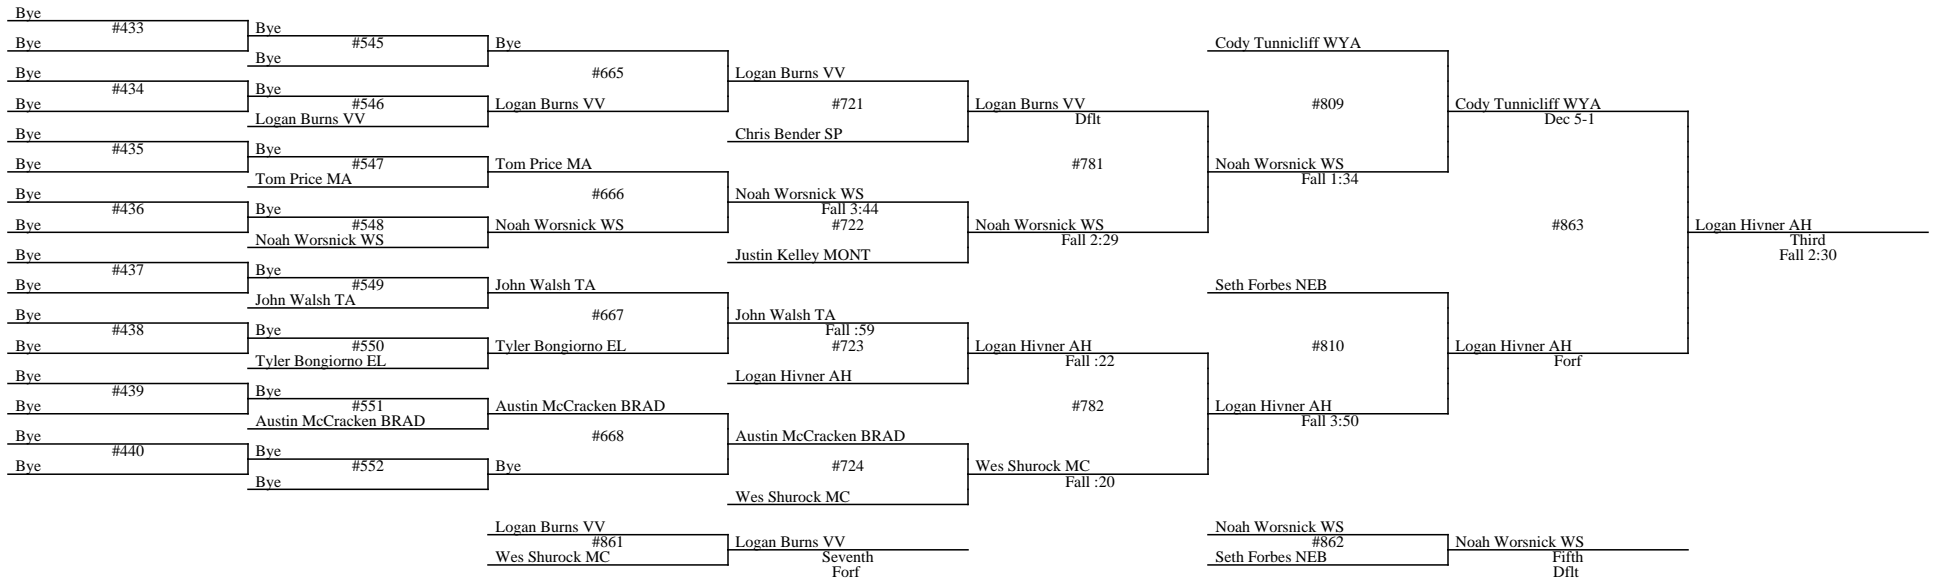 Bye
#433
Bye
Bye
#434
Bye
Bye
#435
Bye
Bye
#436
Bye
Bye
#437
Bye
Bye
#438
Bye
Bye
#439
Bye
Bye
#440
Bye
Bye
#545
Bye
Bye
#546
Logan Burns VV
Bye
#547
Tom Price MA
Bye
#548
Noah Worsnick WS
Bye
#549
John Walsh TA
Bye
#550
Tyler Bongiorno EL
Bye
#551
Austin McCracken BRAD
Bye
#552
Bye
Bye
#665
Logan Burns VV
Tom Price MA
#666
Noah Worsnick WS
John Walsh TA
#667
Tyler Bongiorno EL
Austin McCracken BRAD
#668
Bye
Logan Burns VV
#721
Chris Bender SP
Noah Worsnick WS
Fall 3:44
#722
Justin Kelley MONT
John Walsh TA
Fall :59
#723
Logan Hivner AH
Austin McCracken BRAD
#724
Wes Shurock MC
Logan Burns VV
Dflt
#781
Noah Worsnick WS
Fall 2:29
Logan Hivner AH
Fall :22
#782
Wes Shurock MC
Fall :20
Cody Tunnicliff WYA
#809
Noah Worsnick WS
Fall 1:34
Seth Forbes NEB
#810
Logan Hivner AH
Fall 3:50
Cody Tunnicliff WYA
Dec 5-1
#863
Logan Hivner AH
Forf
Logan Hivner AH
Third
Fall 2:30
Logan Burns VV
#861
Wes Shurock MC
Logan Burns VV
Seventh
Forf
Noah Worsnick WS
#862
Seth Forbes NEB
Noah Worsnick WS
Fifth
Dflt